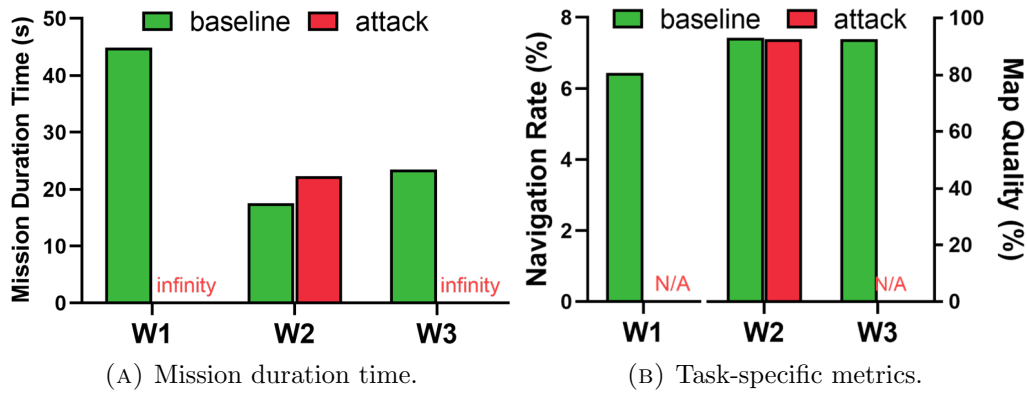 baseline attack
Mission Duration Time (s)
50
40
30
20
10
0
infinity
infinity
W1 W2 W3
(A) Mission duration time.
baseline attack
Navigation Rate (%)
8
6
4
2
0
N/A
N/A
100
80
60
40
20
0
Map Quality (%)
W1 W2 W3
(B) Task-specific metrics.